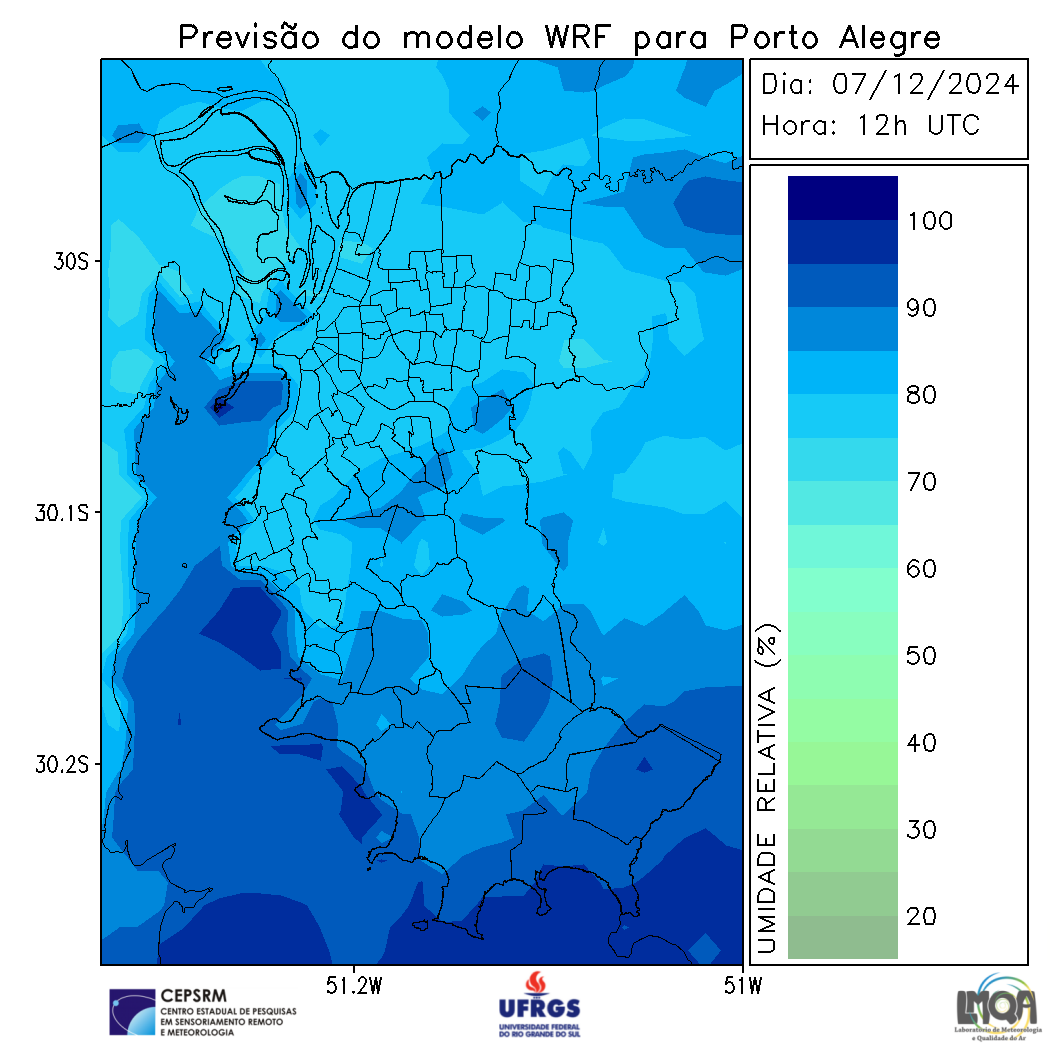 Previsão do modelo WRF para Porto Alegre
Dia: 07/12/2024
Hora: 12h UTC
30S
30.1S
30.2S
51.2W
51W
100
90
80
70
60
50
40
30
20
UMIDADE RELATIVA (%)
CEPSRM
CENTRO ESTADUAL DE PESQUISAS
EM SENSORIAMENTO REMOTO
E METEOROLOGIA
UFRGS
UNIVERSIDADE FEDERAL
DO RIO GRANDE DO SUL
LMQA
Laboratório de Meteorologia
e Qualidade do Ar